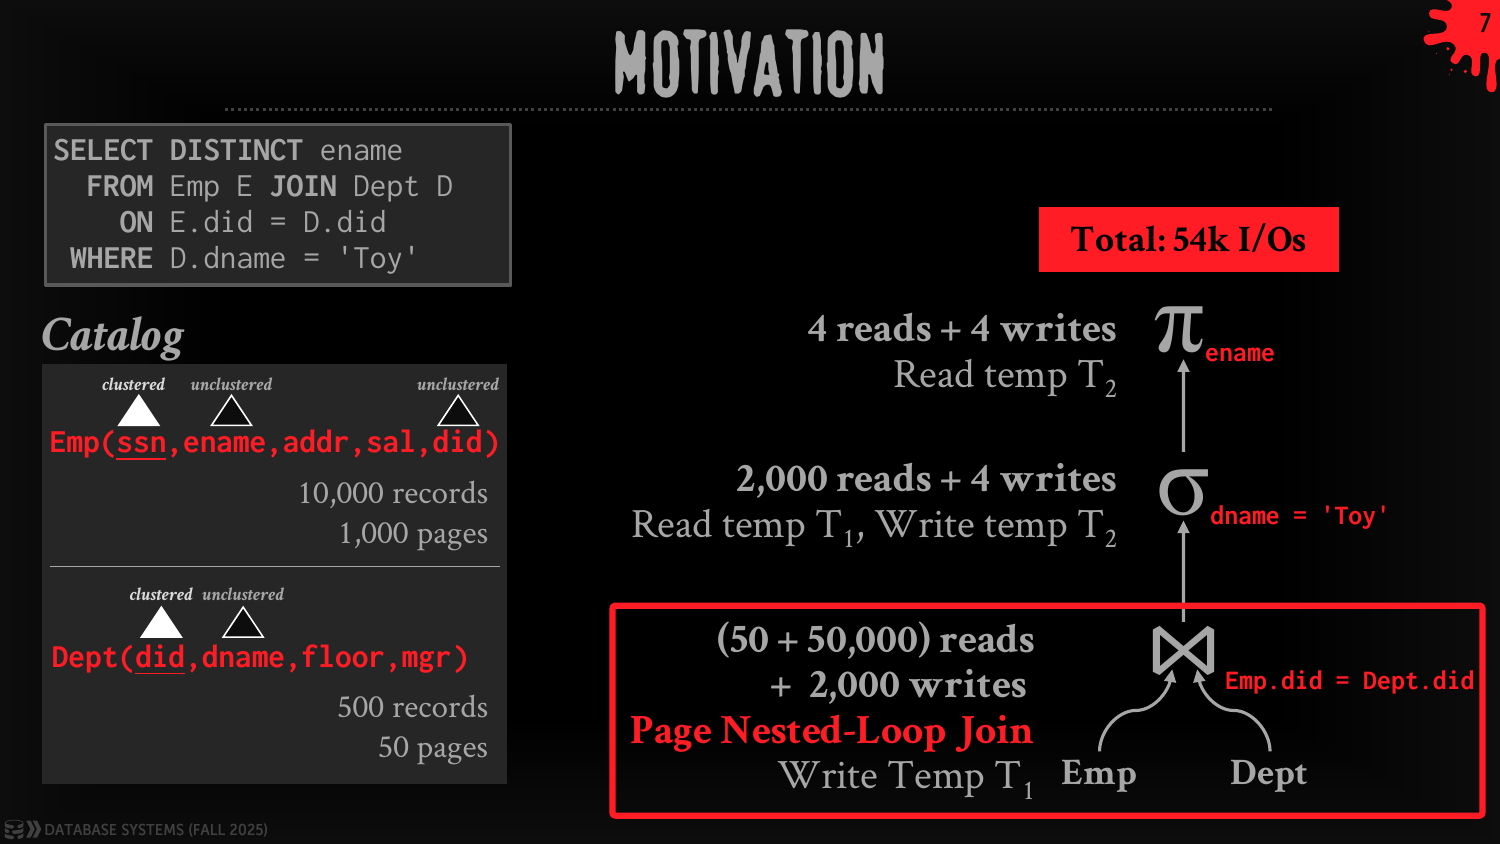 7
MOTIVATION
SELECT DISTINCT ename
FROM Emp E JOIN Dept D
ON E.did = D.did
WHERE D.dname = 'Toy'
Catalog
clustered unclustered unclustered
Emp(ssn,ename,addr,sal,did)
10,000 records
1,000 pages
clustered unclustered
Dept(did,dname,floor,mgr)
500 records
50 pages
Total: 54k I/Os
4 reads + 4 writes
Read temp T₂
π ename
2,000 reads + 4 writes
Read temp T₁, Write temp T₂
σ dname = 'Toy'
(50 + 50,000) reads
+ 2,000 writes
Page Nested-Loop Join
Write Temp T₁
⋈ Emp.did = Dept.did
Emp Dept
DATABASE SYSTEMS (FALL 2025)